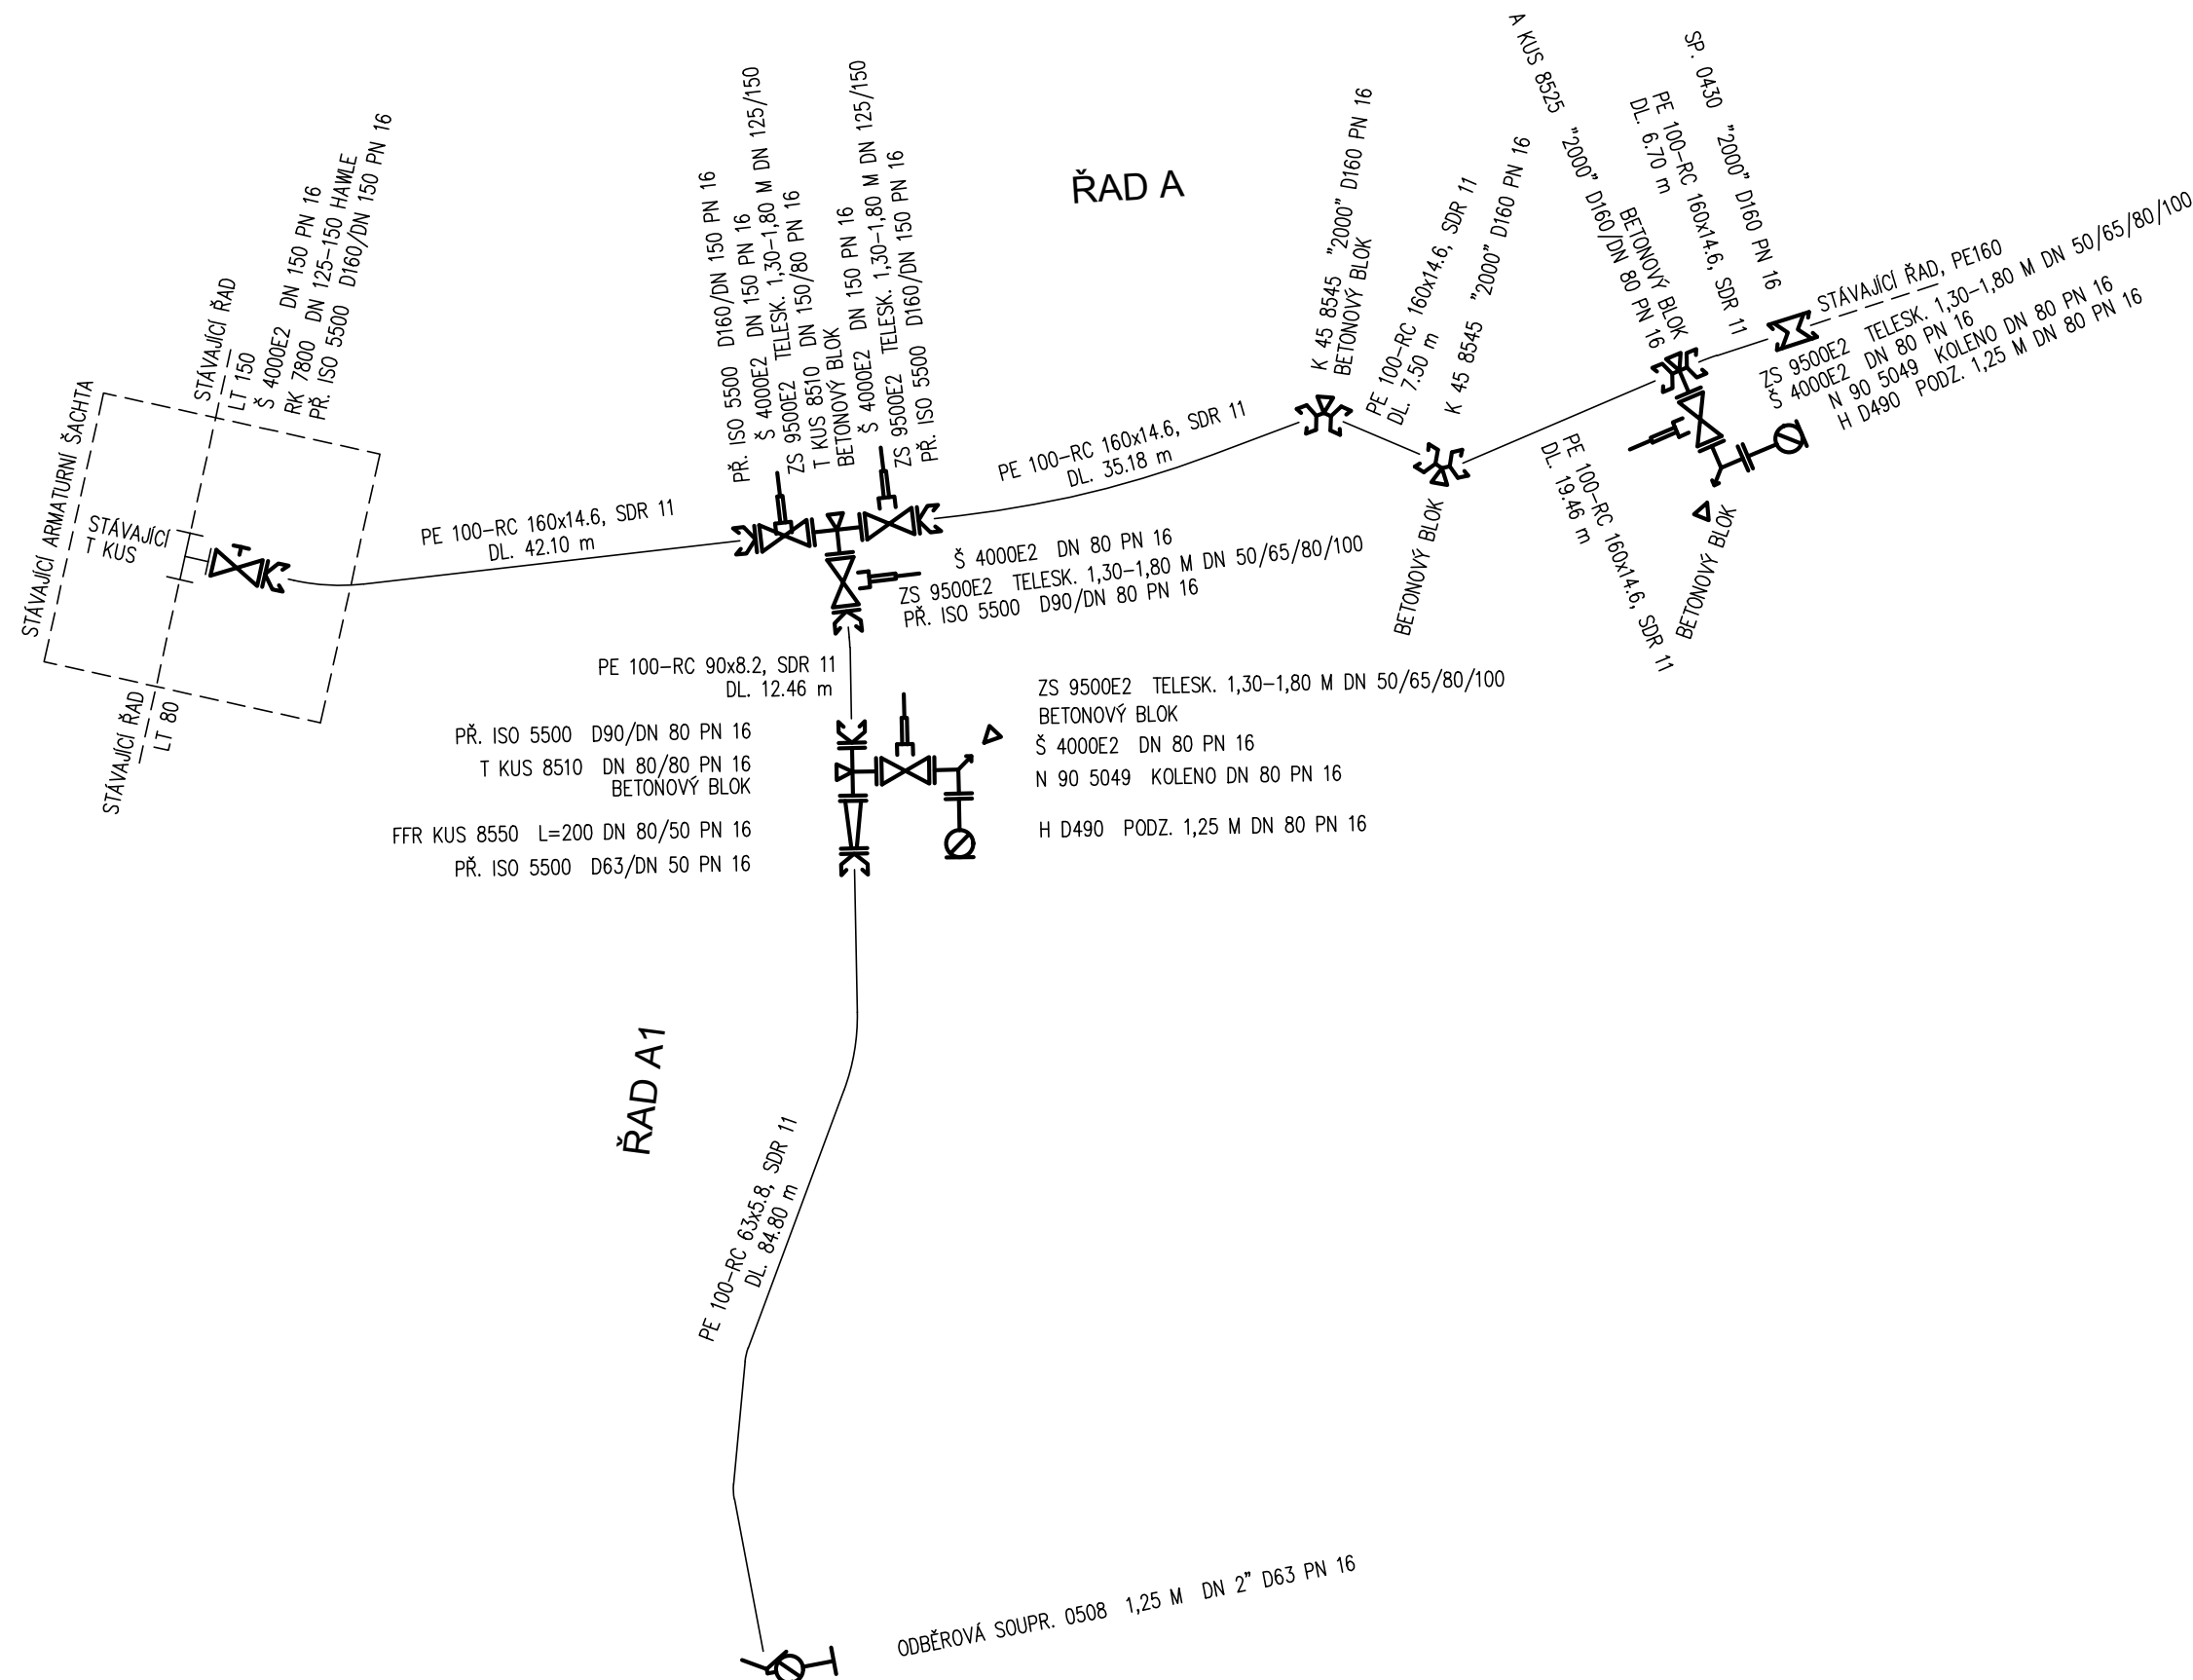 ŘAD A
STÁVAJÍCÍ ARMATURNÍ ŠACHTA
STÁVAJÍCÍ ŘAD
LT 150
Š 4000E2 DN 150 PN 16
RK 7800 DN 125-150 HAWLE
PŘ. ISO 5500 D160/DN 150 PN 16
STÁVAJÍCÍ
T KUS
STÁVAJÍCÍ ŘAD
LT 80
PE 100-RC 160x14.6, SDR 11
DL. 42.10 m
PŘ. ISO 5500 D160/DN 150 PN 16
Š 4000E2 DN 150 PN 16
ZS 9500E2 TELESK. 1,30-1,80 M DN 125/150
T KUS 8510 DN 150/80 PN 16
BETONOVÝ BLOK
Š 4000E2 DN 150 PN 16
ZS 9500E2 TELESK. 1,30-1,80 M DN 125/150
PŘ. ISO 5500 D160/DN 150 PN 16
PE 100-RC 160x14.6, SDR 11
DL. 35.18 m
K 45 8545 "2000" D160 PN 16
BETONOVÝ BLOK
PE 100-RC 160x14.6, SDR 11
DL. 7.50 m
K 45 8545 "2000" D160 PN 16
BETONOVÝ BLOK
PE 100-RC 160x14.6, SDR 11
DL. 19.46 m
A KUS 8525 "2000" D160/DN 80 PN 16
BETONOVÝ BLOK
PE 100-RC 160x14.6, SDR 11
DL. 6.70 m
SP. 0430 "2000" D160 PN 16
STÁVAJÍCÍ ŘAD, PE160
ZS 9500E2 TELESK. 1,30-1,80 M DN 50/65/80/100
Š 4000E2 DN 80 PN 16
N 90 5049 KOLENO DN 80 PN 16
H D490 PODZ. 1,25 M DN 80 PN 16
BETONOVÝ BLOK
Š 4000E2 DN 80 PN 16
ZS 9500E2 TELESK. 1,30-1,80 M DN 50/65/80/100
PŘ. ISO 5500 D90/DN 80 PN 16
PE 100-RC 90x8.2, SDR 11
DL. 12.46 m
PŘ. ISO 5500 D90/DN 80 PN 16
T KUS 8510 DN 80/80 PN 16
BETONOVÝ BLOK
FFR KUS 8550 L=200 DN 80/50 PN 16
PŘ. ISO 5500 D63/DN 50 PN 16
ZS 9500E2 TELESK. 1,30-1,80 M DN 50/65/80/100
BETONOVÝ BLOK
Š 4000E2 DN 80 PN 16
N 90 5049 KOLENO DN 80 PN 16
H D490 PODZ. 1,25 M DN 80 PN 16
ŘAD A1
PE 100-RC 63x5.8, SDR 11
DL. 84.80 m
ODBĚROVÁ SOUPR. 0508 1,25 M DN 2" D63 PN 16